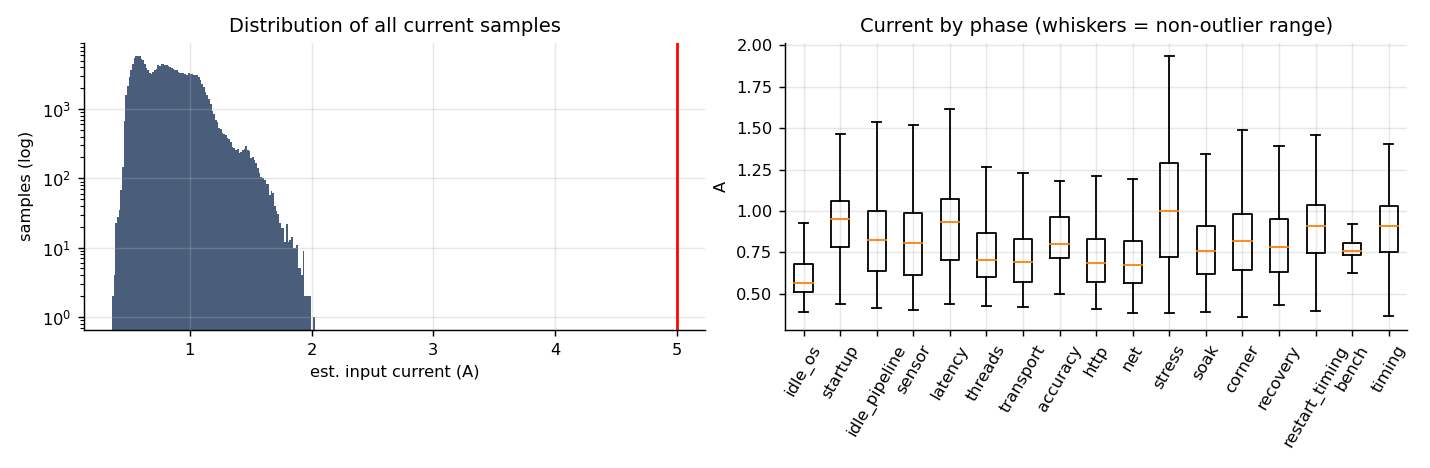 Distribution of all current samples
samples (log)
10³
10²
10¹
10⁰
1 2 3 4 5
est. input current (A)
Current by phase (whiskers = non-outlier range)
A
2.00
1.75
1.50
1.25
1.00
0.75
0.50
idle_os
startup
idle_pipeline
sensor
latency
threads
transport
accuracy
http
net
stress
soak
corner
recovery
restart_timing
bench
timing